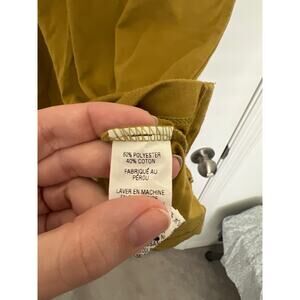 60% POLYESTER
40% COTON
FABRIQUÉ AU
PÉROU
LAVER EN MACHINE